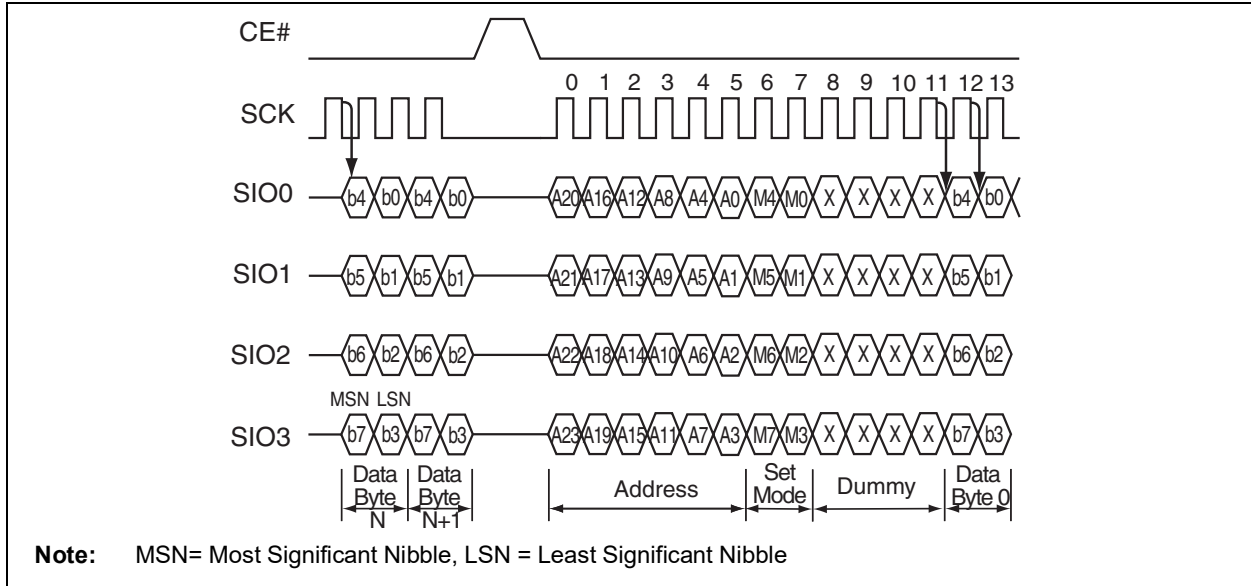 CE#
0 1 2 3 4 5 6 7 8 9 10 11 12 13
SCK
SIO0 b4 b0 b4 b0 A20 A16 A12 A8 A4 A0 M4 M0 X X X X b4 b0
SIO1 b5 b1 b5 b1 A21 A17 A13 A9 A5 A1 M5 M1 X X X X b5 b1
SIO2 b6 b2 b6 b2 A22 A18 A14 A10 A6 A2 M6 M2 X X X X b6 b2
MSN LSN
SIO3 b7 b3 b7 b3 A23 A19 A15 A11 A7 A3 M7 M3 X X X X b7 b3
Data Byte N
Data Byte N+1
Address
Set Mode
Dummy
Data Byte 0
Note: MSN= Most Significant Nibble, LSN = Least Significant Nibble